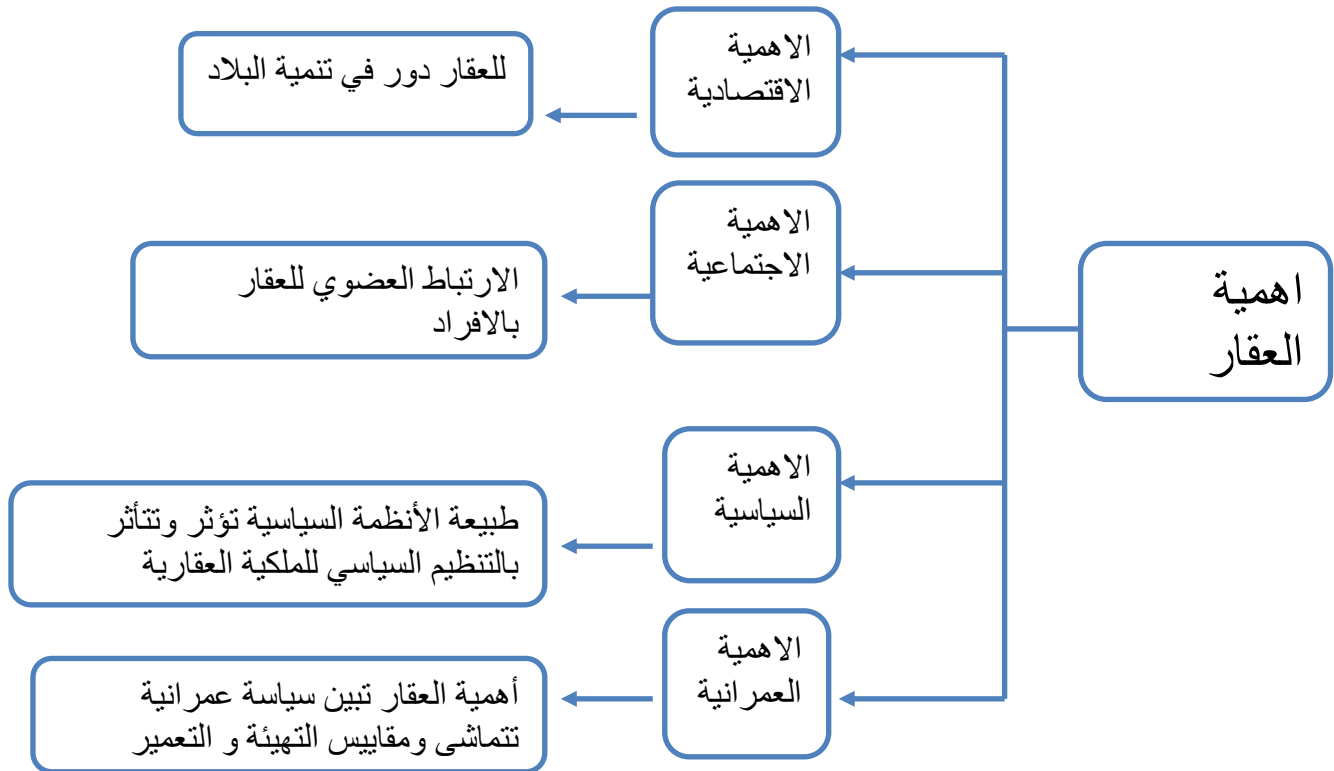 اهمية
العقار
الاهمية
الاقتصادية
للعقار دور في تنمية البلاد
الاهمية
الاجتماعية
الارتباط العضوي للعقار
بالافراد
الاهمية
السياسية
طبيعة الأنظمة السياسية تؤثر وتتأثر
بالتنظيم السياسي للملكية العقارية
الاهمية
العمرانية
أهمية العقار تبين سياسة عمرانية
تتماشى ومقاييس التهيئة و التعمير